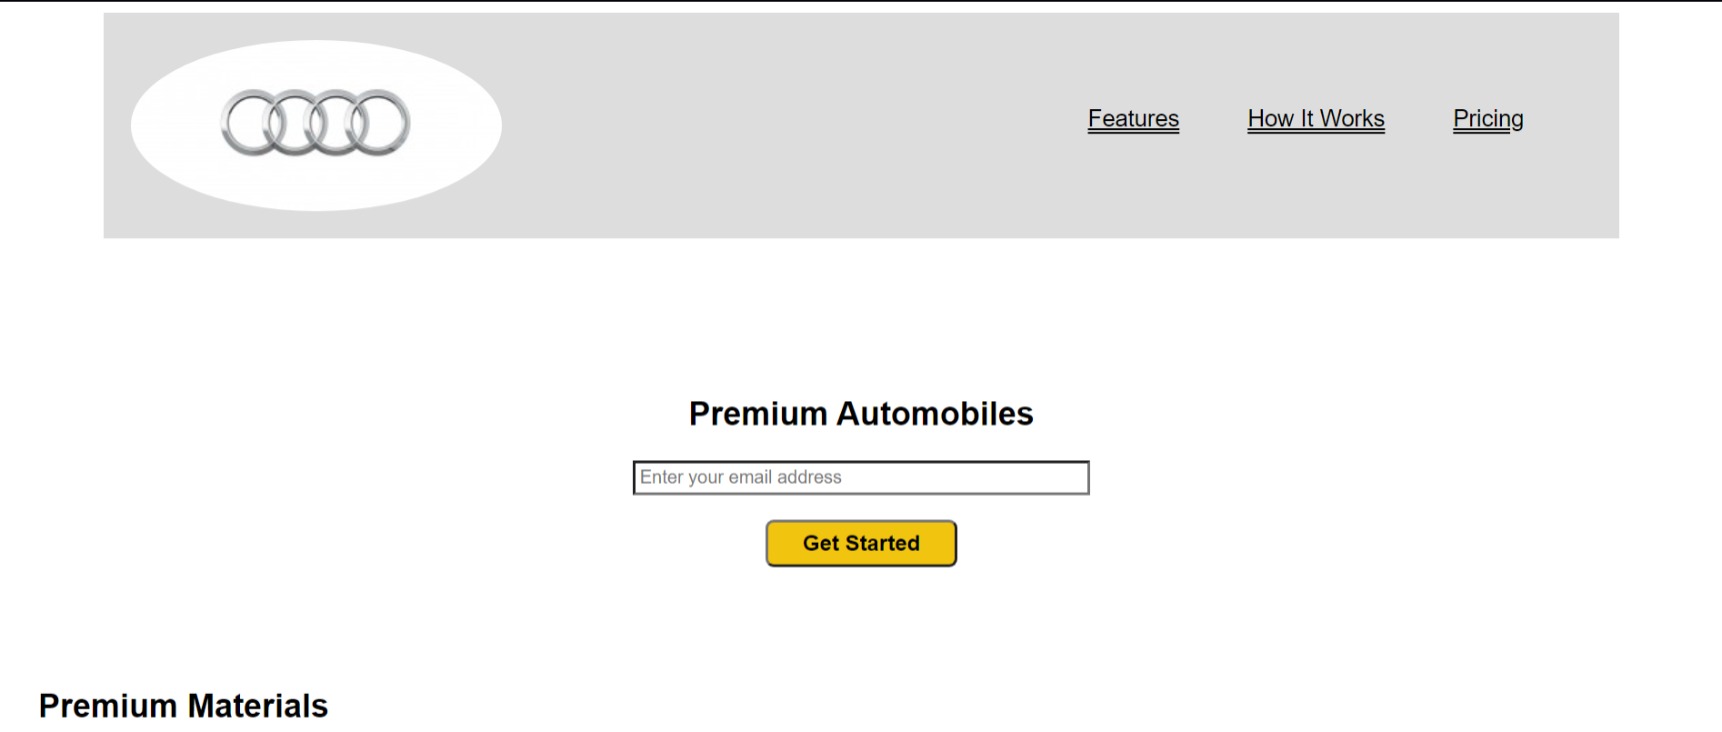 Features How It Works Pricing
Premium Automobiles
Enter your email address
Get Started
Premium Materials